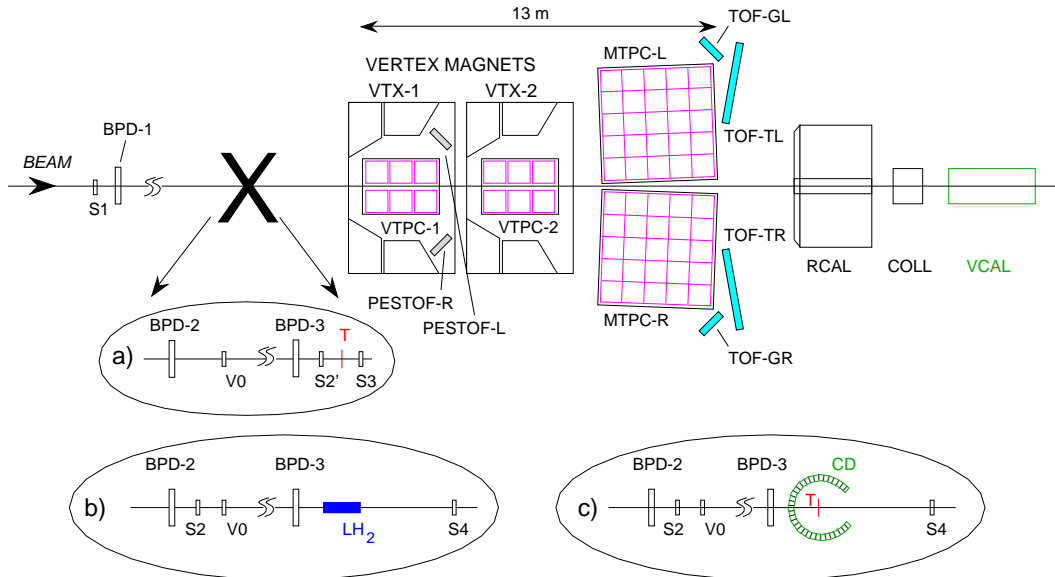 13 m
TOF-GL
MTPC-L
VERTEX MAGNETS
VTX-1
VTX-2
BPD-1
TOF-TL
BEAM
S1
VTPC-1
VTPC-2
TOF-TR
RCAL
COLL
VCAL
PESTOF-R
PESTOF-L
MTPC-R
TOF-GR
BPD-2
BPD-3
T
a)
V0
S2'
S3
BPD-2
BPD-3
b)
S2
V0
LH2
S4
BPD-2
BPD-3
CD
T
c)
S2
V0
S4